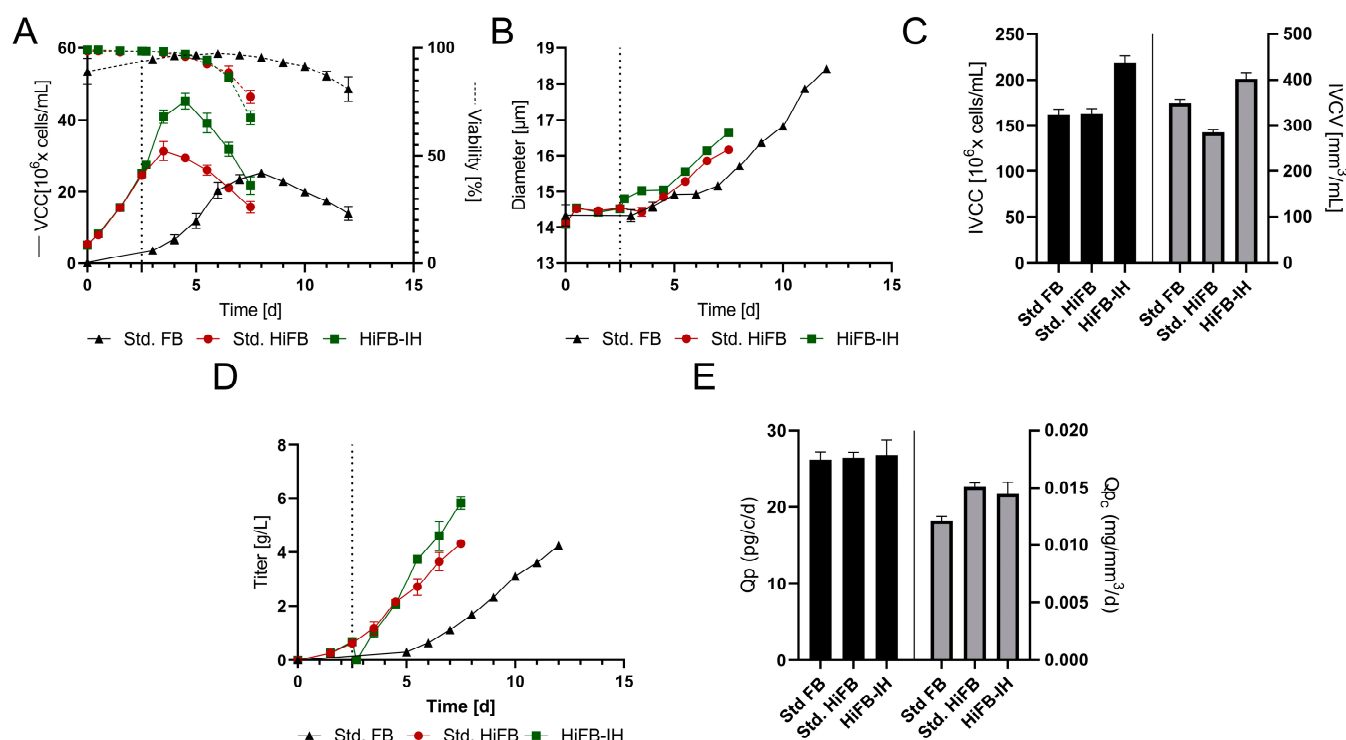 A
VCC[10⁶x cells/mL]
60
40
20
0
100
50
0
Viability [%]
0
5
10
15
Time [d]
Std. FB
Std. HiFB
HiFB-IH
B
Diameter [µm]
19
18
17
16
15
14
13
0
5
10
15
Time [d]
Std. FB
Std. HiFB
HiFB-IH
C
IVCC [10⁶x cells/mL]
250
200
150
100
50
0
500
400
300
200
100
0
IVCV [mm³/mL]
Std FB
Std. HiFB
HiFB-IH
Std FB
Std. HiFB
HiFB-IH
D
Titer [g/L]
8
6
4
2
0
0
5
10
15
Time [d]
Std. FB
Std. HiFB
HiFB-IH
E
Qp (pg/c/d)
30
20
10
0
0.020
0.015
0.010
0.005
0.000
Qpc (mg/mm³/d)
Std FB
Std. HiFB
HiFB-IH
Std FB
Std. HiFB
HiFB-IH